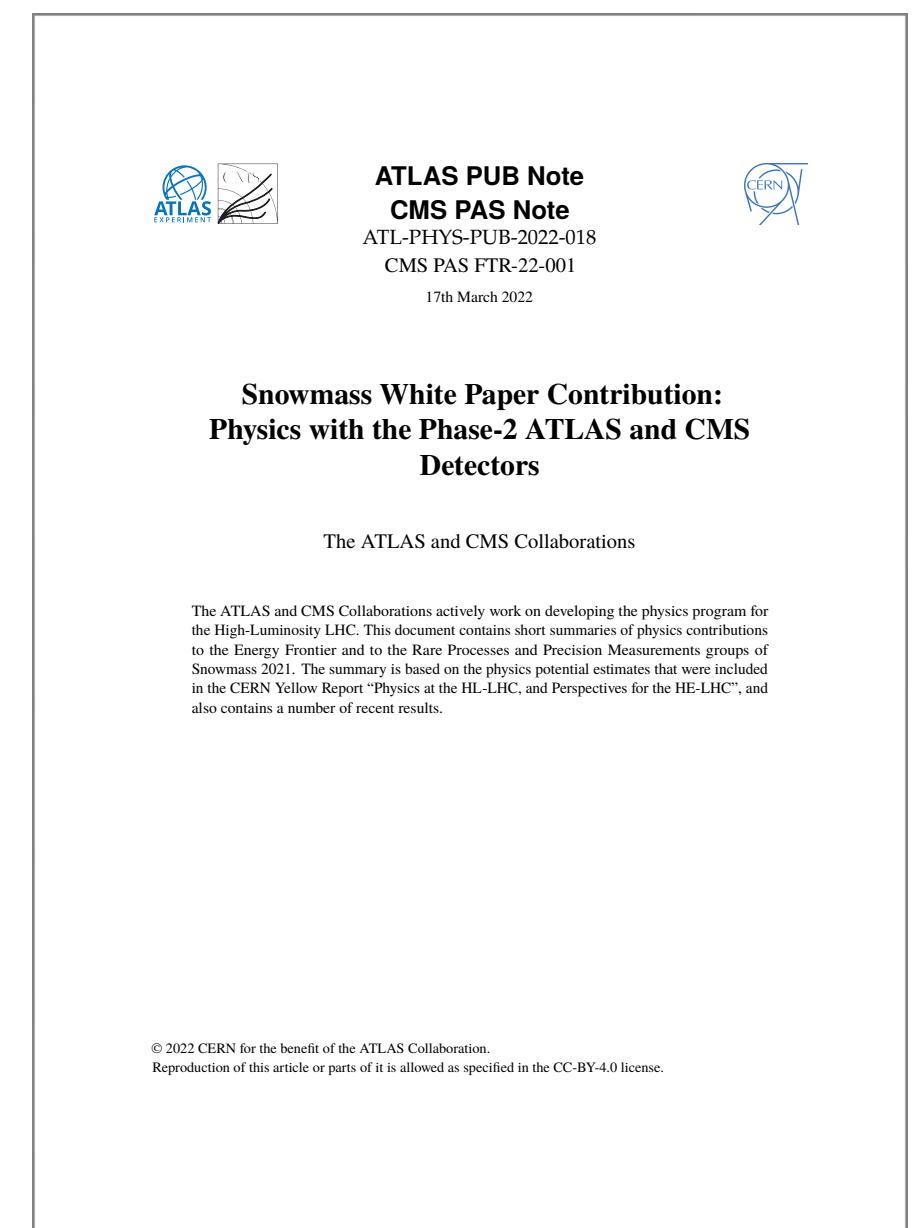 ATLAS
EXPERIMENT
CMS
ATLAS PUB Note
CMS PAS Note
ATL-PHYS-PUB-2022-018
CMS PAS FTR-22-001
17th March 2022
CERN
Snowmass White Paper Contribution:
Physics with the Phase-2 ATLAS and CMS
Detectors
The ATLAS and CMS Collaborations
The ATLAS and CMS Collaborations actively work on developing the physics program for
the High-Luminosity LHC. This document contains short summaries of physics contributions
to the Energy Frontier and to the Rare Processes and Precision Measurements groups of
Snowmass 2021. The summary is based on the physics potential estimates that were included
in the CERN Yellow Report “Physics at the HL-LHC, and Perspectives for the HE-LHC”, and
also contains a number of recent results.
© 2022 CERN for the benefit of the ATLAS Collaboration.
Reproduction of this article or parts of it is allowed as specified in the CC-BY-4.0 license.